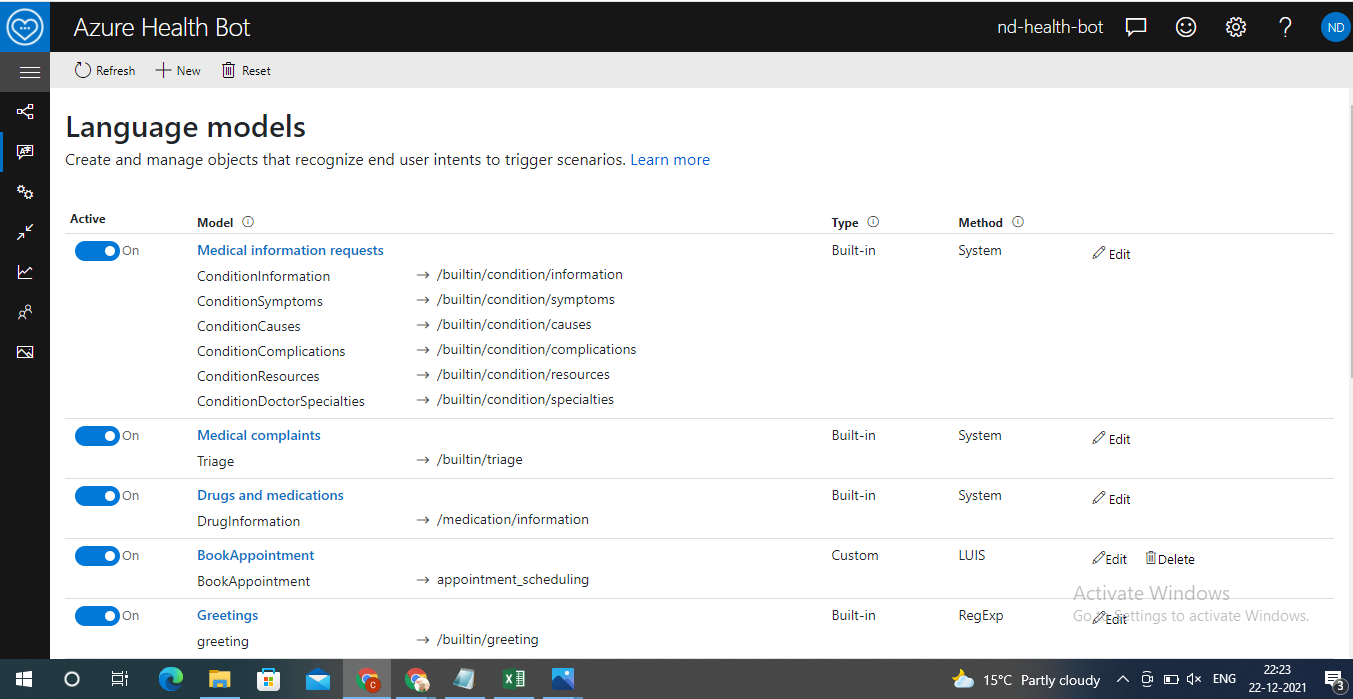 Azure Health Bot nd-health-bot ? ND
Refresh New Reset
Language models
Create and manage objects that recognize end user intents to trigger scenarios. Learn more
Active Model Type Method
On Medical information requests Built-in System Edit
ConditionInformation → /builtin/condition/information
ConditionSymptoms → /builtin/condition/symptoms
ConditionCauses → /builtin/condition/causes
ConditionComplications → /builtin/condition/complications
ConditionResources → /builtin/condition/resources
ConditionDoctorSpecialties → /builtin/condition/specialties
On Medical complaints Built-in System Edit
Triage → /builtin/triage
On Drugs and medications Built-in System Edit
DrugInformation → /medication/information
On BookAppointment Custom LUIS Edit Delete
BookAppointment → appointment_scheduling
Activate Windows
On Greetings Built-in RegExp Edit
Go to Settings to activate Windows.
greeting → /builtin/greeting
15°C Partly cloudy ENG 22:23
22-12-2021 3